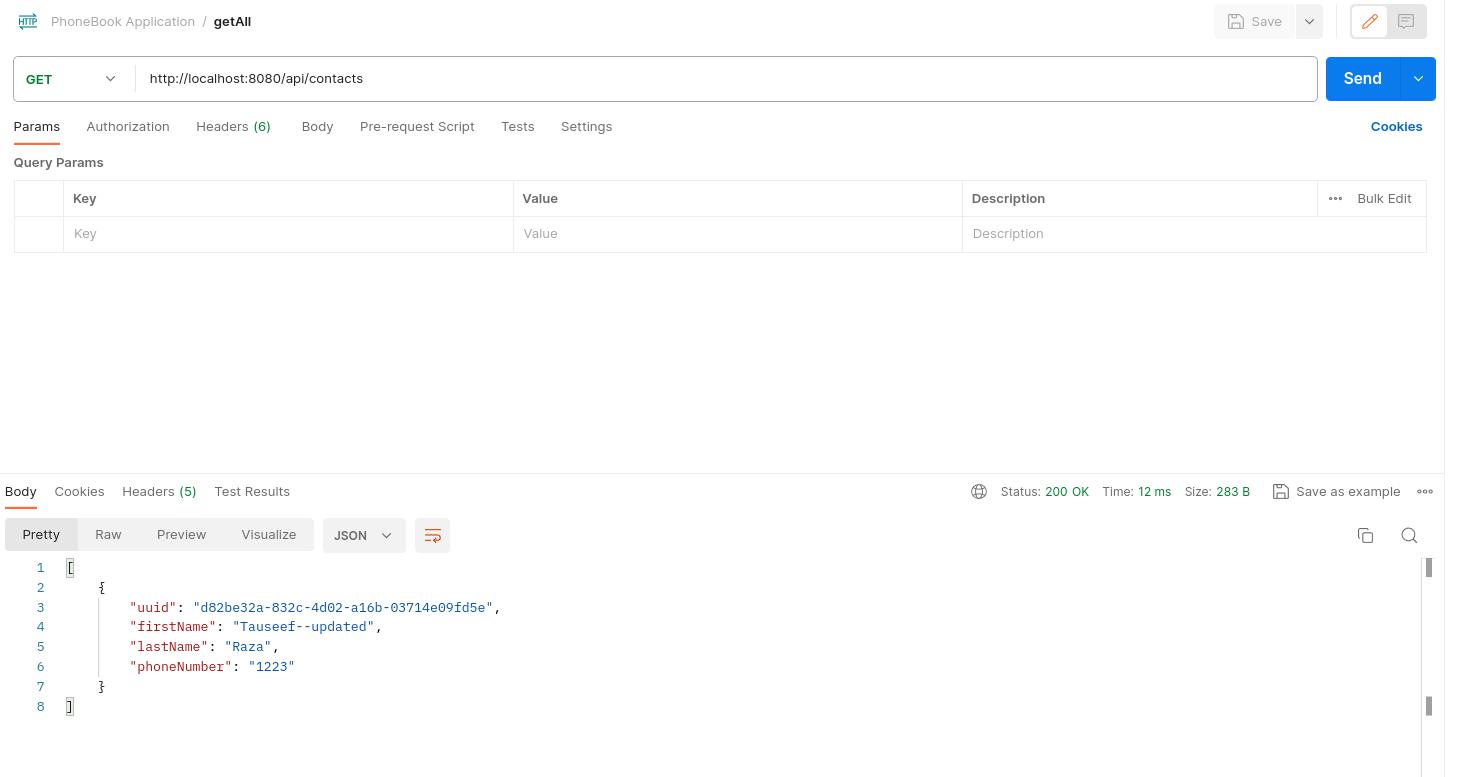 HTTP PhoneBook Application / getAll Save
GET http://localhost:8080/api/contacts Send
Params Authorization Headers (6) Body Pre-request Script Tests Settings Cookies
Query Params
Key Value Description Bulk Edit
Key Value Description
Body Cookies Headers (5) Test Results Status: 200 OK Time: 12 ms Size: 283 B Save as example
Pretty Raw Preview Visualize JSON
1 [
2 {
3 "uuid": "d82be32a-832c-4d02-a16b-03714e09fd5e",
4 "firstName": "Tauseef--updated",
5 "lastName": "Raza",
6 "phoneNumber": "1223"
7 }
8 ]